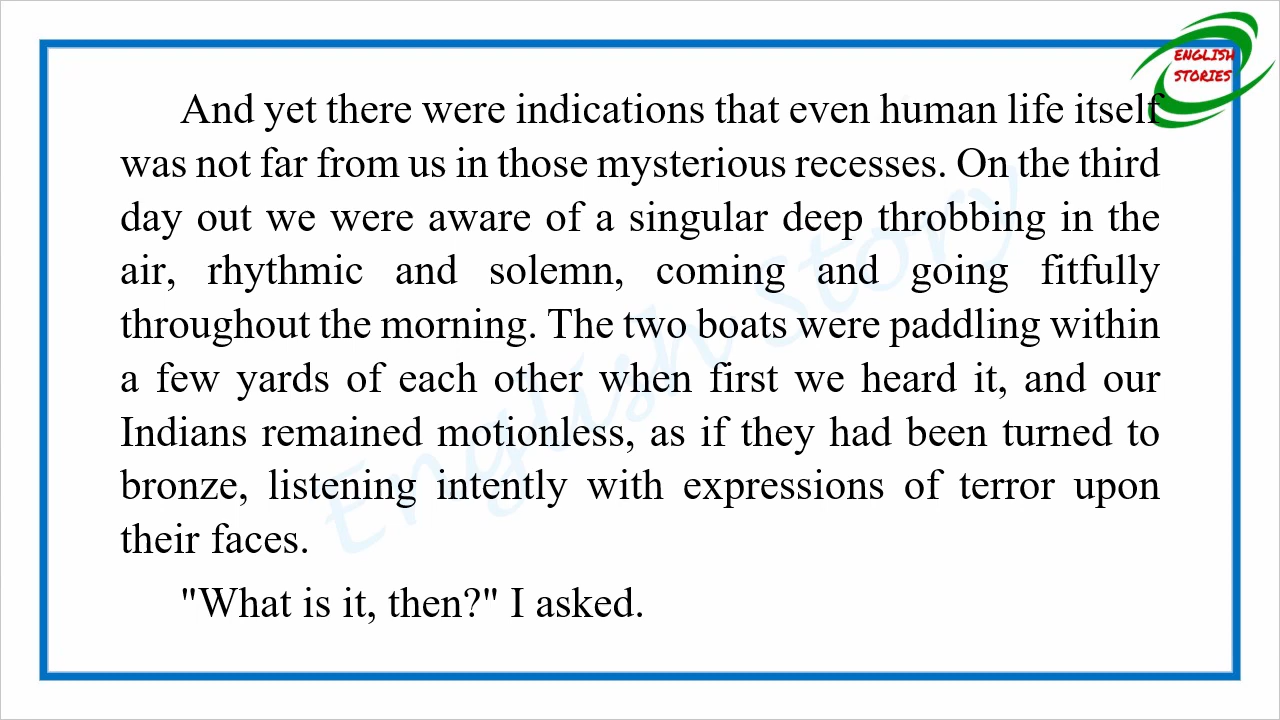 ENGLISH
STORIES
And yet there were indications that even human life itself
was not far from us in those mysterious recesses. On the third
day out we were aware of a singular deep throbbing in the
air, rhythmic and solemn, coming and going fitfully
throughout the morning. The two boats were paddling within
a few yards of each other when first we heard it, and our
Indians remained motionless, as if they had been turned to
bronze, listening intently with expressions of terror upon
their faces.
"What is it, then?" I asked.
English Story